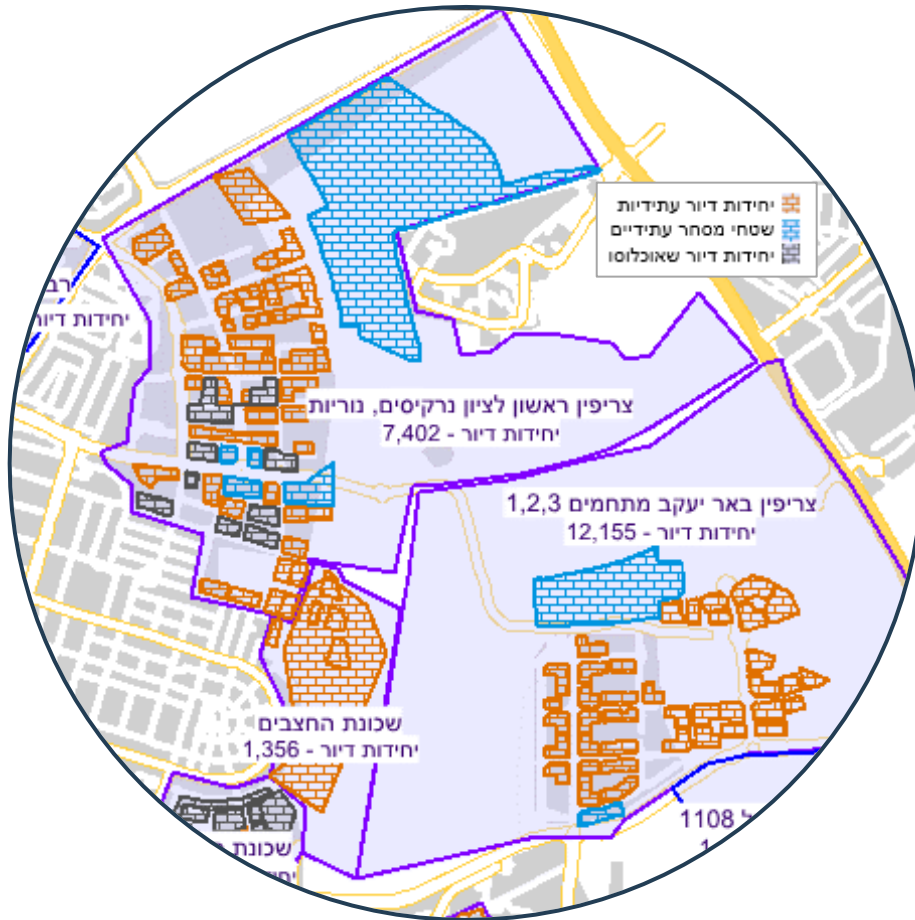 יחידות דיור עתידיות
שטחי מסחר עתידיים
יחידות דיור שאוכלסו
יחידות דיור
צריפין ראשון לציון נרקיסים, נוריות
יחידות דיור - 7,402
צריפין באר יעקב מתחמים 1,2,3
יחידות דיור - 12,155
שכונת החצבים
יחידות דיור - 1,356
1108
שכונת